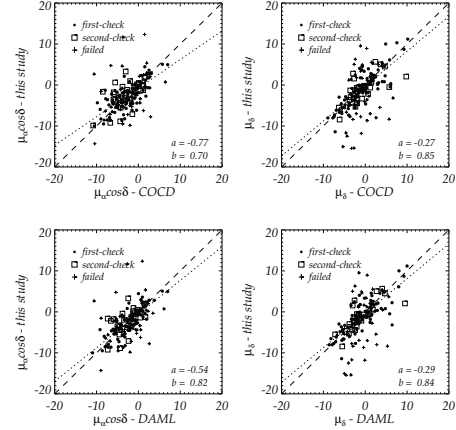 20
10
0
-10
-20
μαcosδ - this study
first-check
second-check
failed
a = -0.77
b = 0.70
-20 -10 0 10 20
μαcosδ - COCD
20
10
0
-10
-20
μδ - this study
first-check
second-check
failed
a = -0.27
b = 0.85
-20 -10 0 10 20
μδ - COCD
20
10
0
-10
-20
μαcosδ - this study
first-check
second-check
failed
a = -0.54
b = 0.82
-20 -10 0 10 20
μαcosδ - DAML
20
10
0
-10
-20
μδ - this study
first-check
second-check
failed
a = -0.29
b = 0.84
-20 -10 0 10 20
μδ - DAML